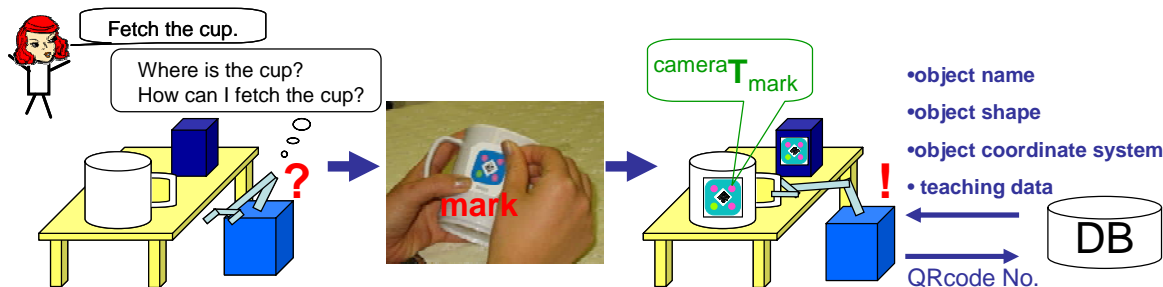 Fetch the cup.
Where is the cup?
How can I fetch the cup?
?
mark
cameraTmark
!
•object name
•object shape
•object coordinate system
• teaching data
DB
QRcode No.